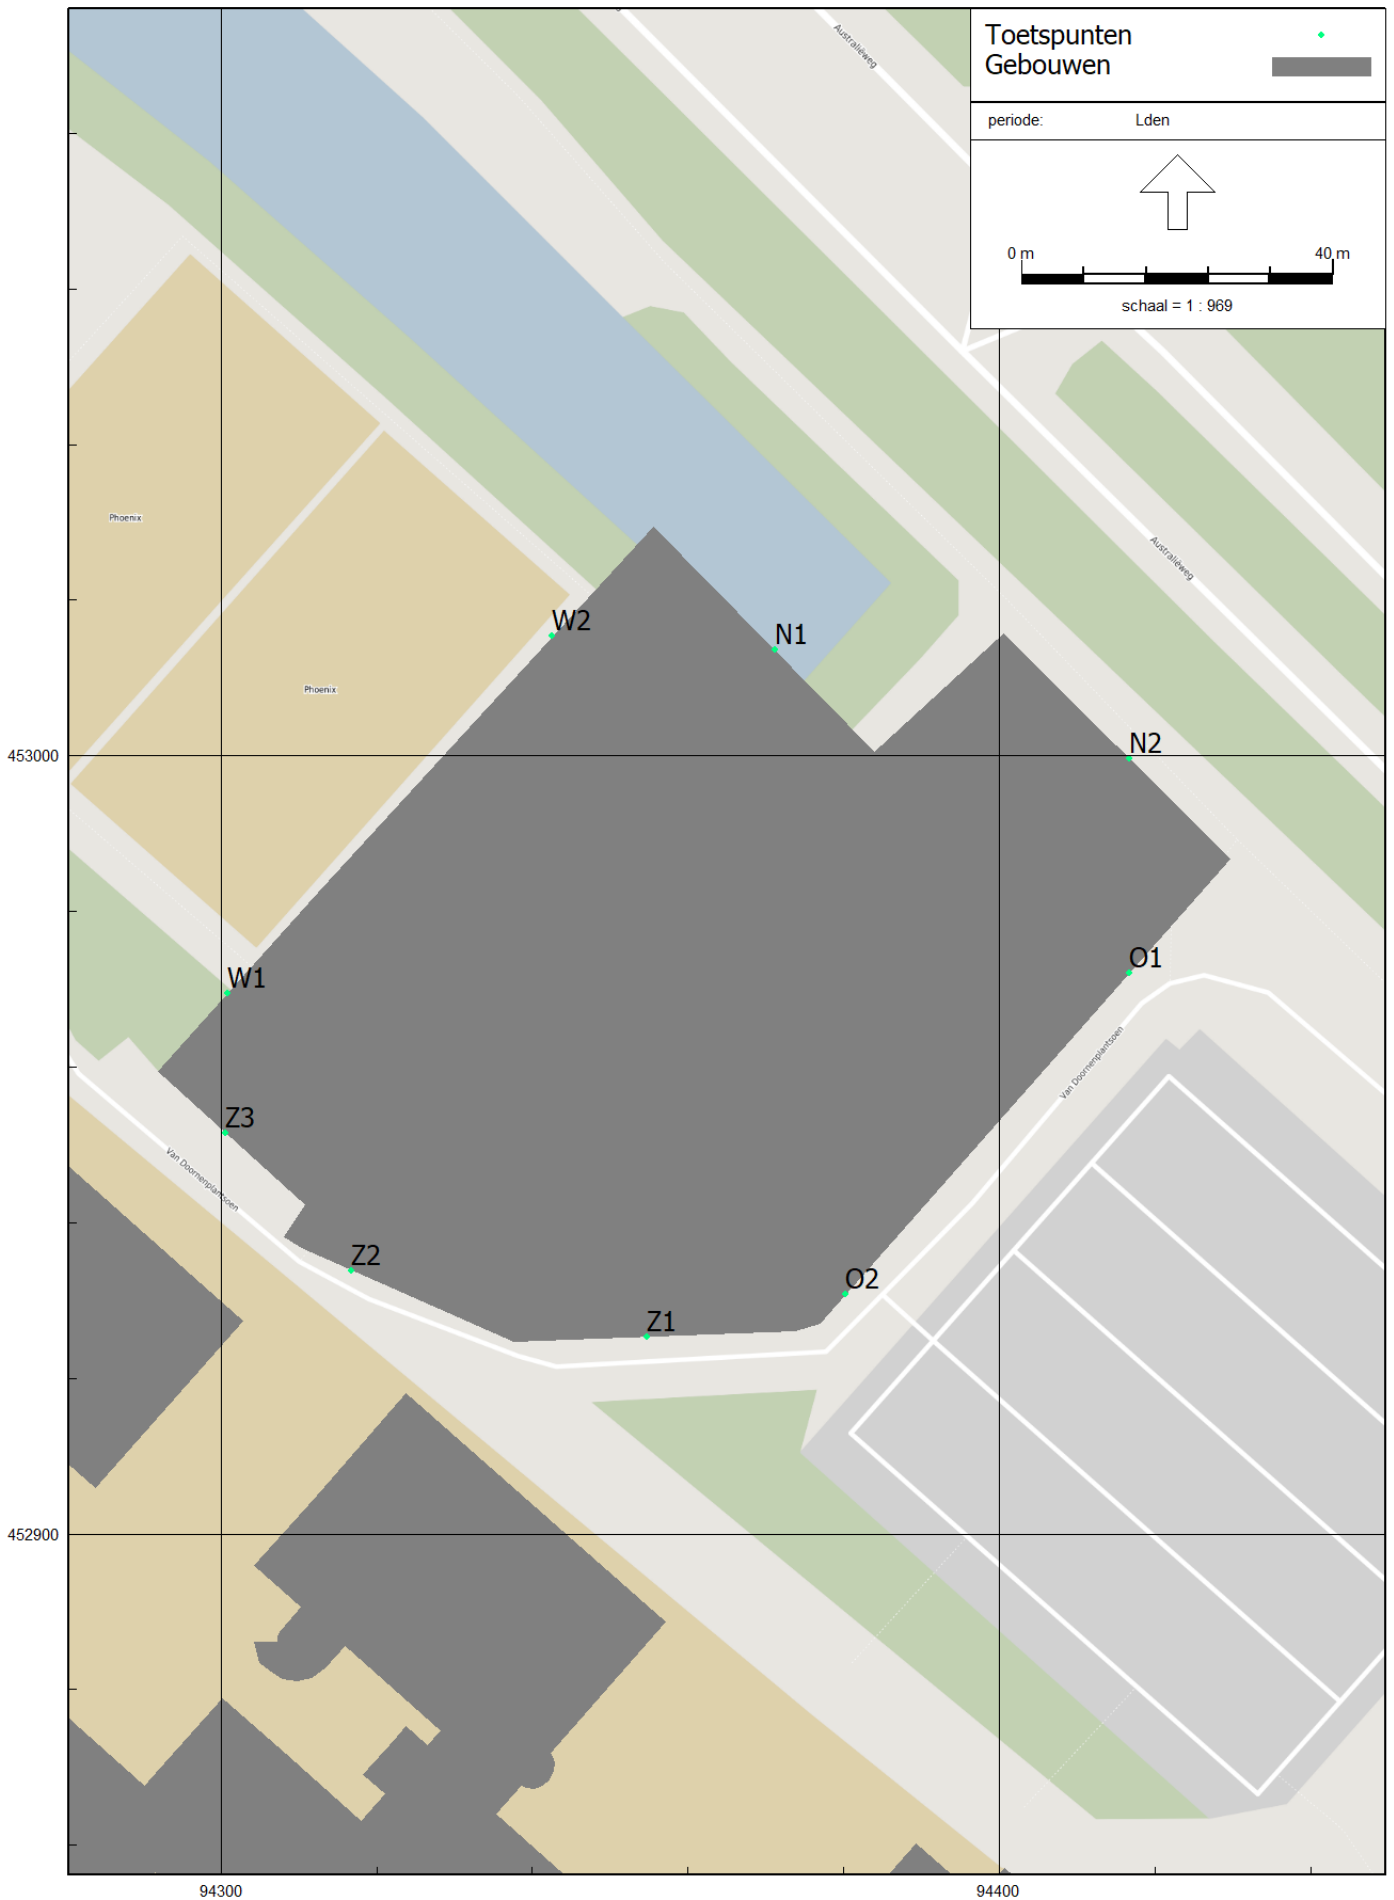 Australiëweg
Toetspunten
Gebouwen
periode: Lden
0 m 40 m
schaal = 1 : 969
Phoenix
Australiëweg
W2
N1
Phoenix
453000
N2
W1
O1
Van Doornenplantsoen
Z3
Van Doornenplantsoen
Z2
O2
Z1
452900
94300 94400